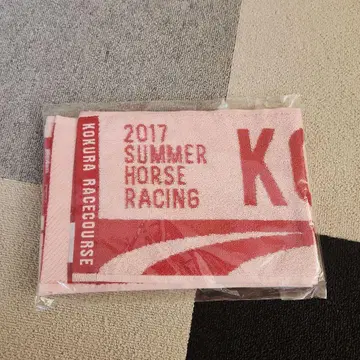 KOKURA RACECOURSE
2017
SUMMER
HORSE
RACING
K